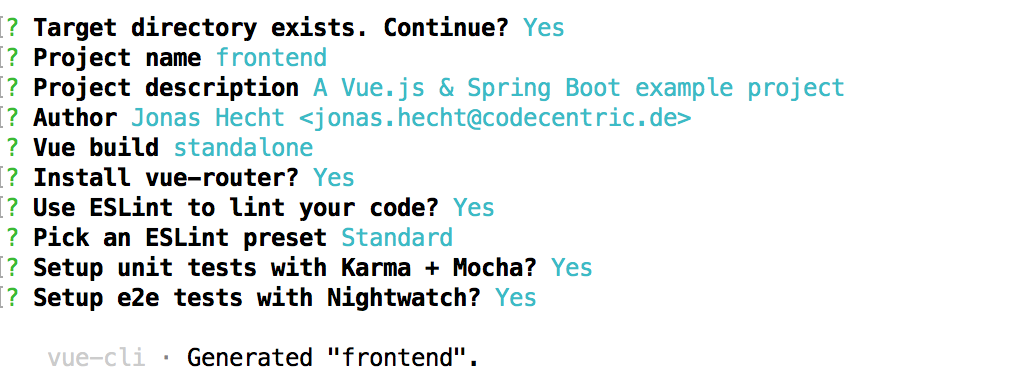 [? Target directory exists. Continue? Yes
[? Project name frontend
[? Project description A Vue.js & Spring Boot example project
[? Author Jonas Hecht <jonas.hecht@codecentric.de>
? Vue build standalone
[? Install vue-router? Yes
[? Use ESLint to lint your code? Yes
? Pick an ESLint preset Standard
[? Setup unit tests with Karma + Mocha? Yes
[? Setup e2e tests with Nightwatch? Yes
vue-cli · Generated "frontend".